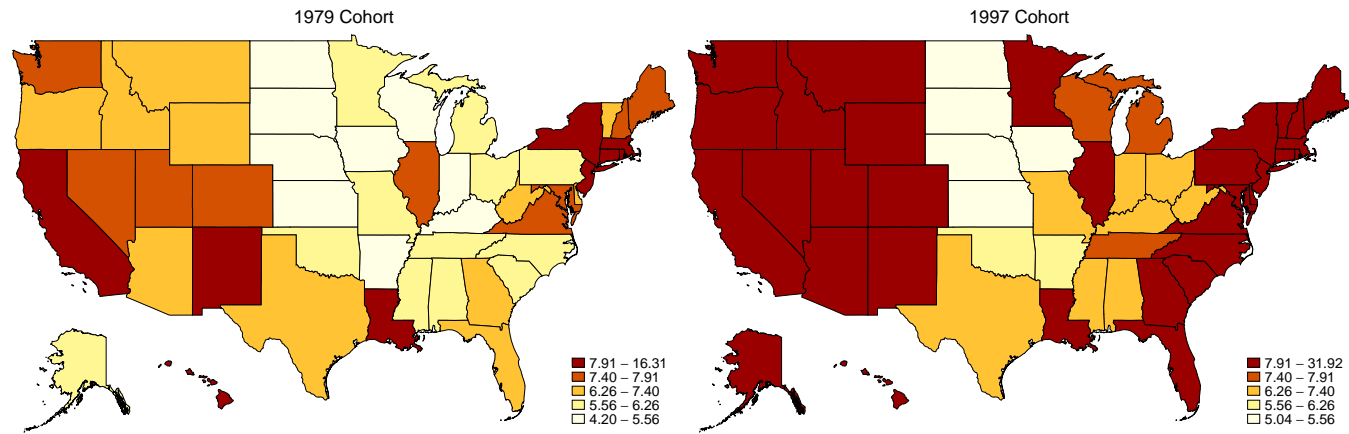 1979 Cohort
7.91 – 16.31
7.40 – 7.91
6.26 – 7.40
5.56 – 6.26
4.20 – 5.56
1997 Cohort
7.91 – 31.92
7.40 – 7.91
6.26 – 7.40
5.56 – 6.26
5.04 – 5.56